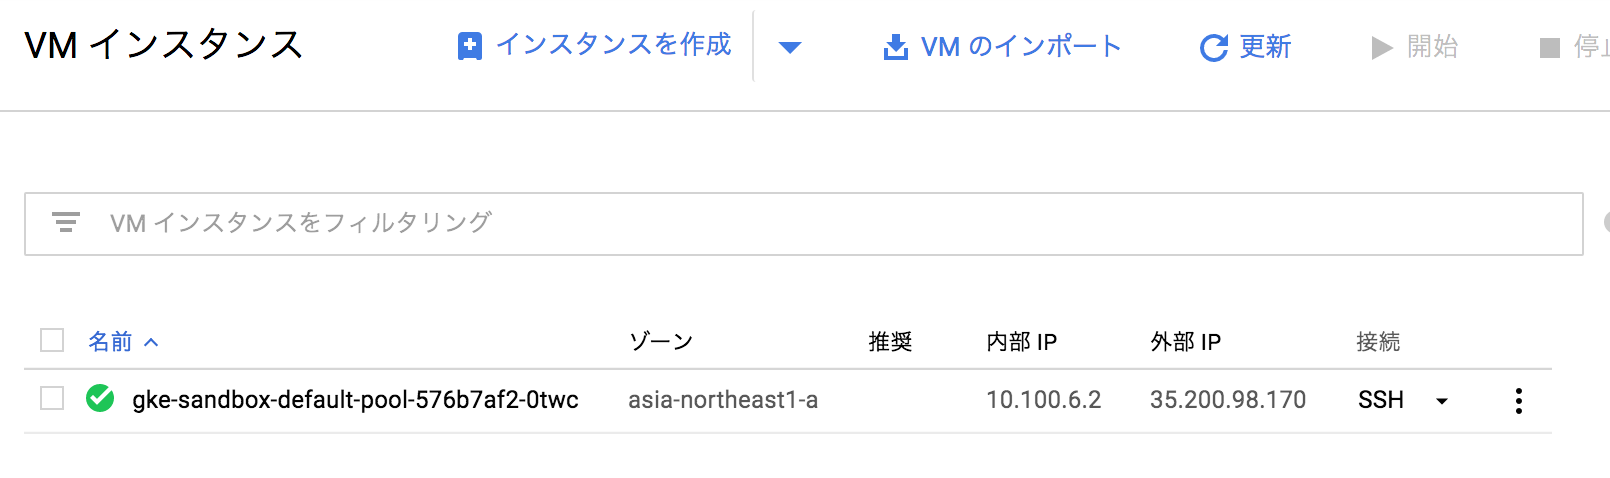 VM インスタンス インスタンスを作成 VM のインポート 更新 開始 停止
VM インスタンスをフィルタリング
名前 ゾーン 推奨 内部 IP 外部 IP 接続
gke-sandbox-default-pool-576b7af2-0twc asia-northeast1-a 10.100.6.2 35.200.98.170 SSH